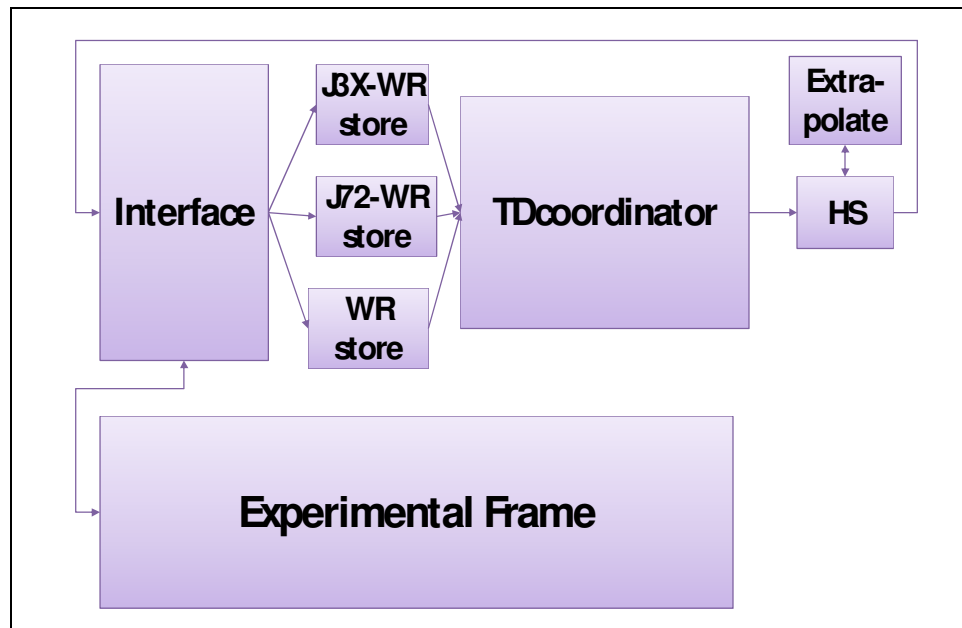 J3X-WR
store
Extra-
polate
Interface
J72-WR
store
TDcoordinator
HS
WR
store
Experimental Frame